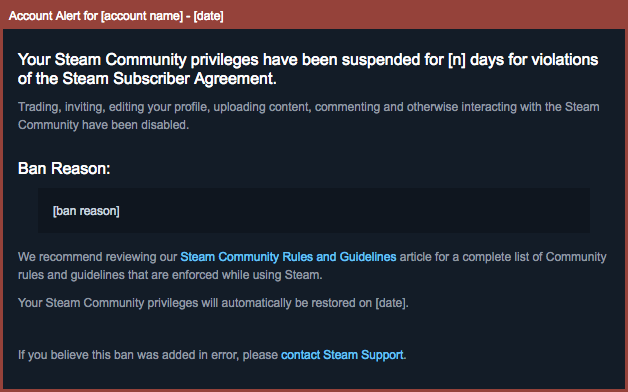 Account Alert for [account name] - [date]
Your Steam Community privileges have been suspended for [n] days for violations
of the Steam Subscriber Agreement.
Trading, inviting, editing your profile, uploading content, commenting and otherwise interacting with the Steam
Community have been disabled.
Ban Reason:
[ban reason]
We recommend reviewing our Steam Community Rules and Guidelines article for a complete list of Community
rules and guidelines that are enforced while using Steam.
Your Steam Community privileges will automatically be restored on [date].
If you believe this ban was added in error, please contact Steam Support.